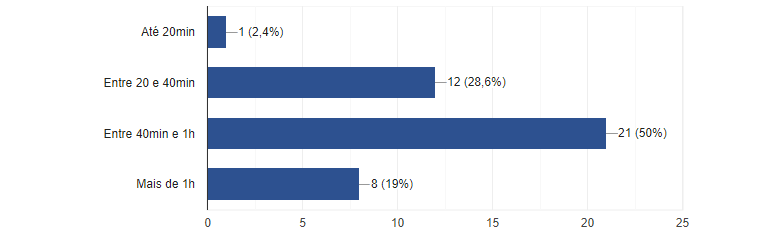 Até 20min 1 (2,4%)
Entre 20 e 40min 12 (28,6%)
Entre 40min e 1h 21 (50%)
Mais de 1h 8 (19%)
0 5 10 15 20 25